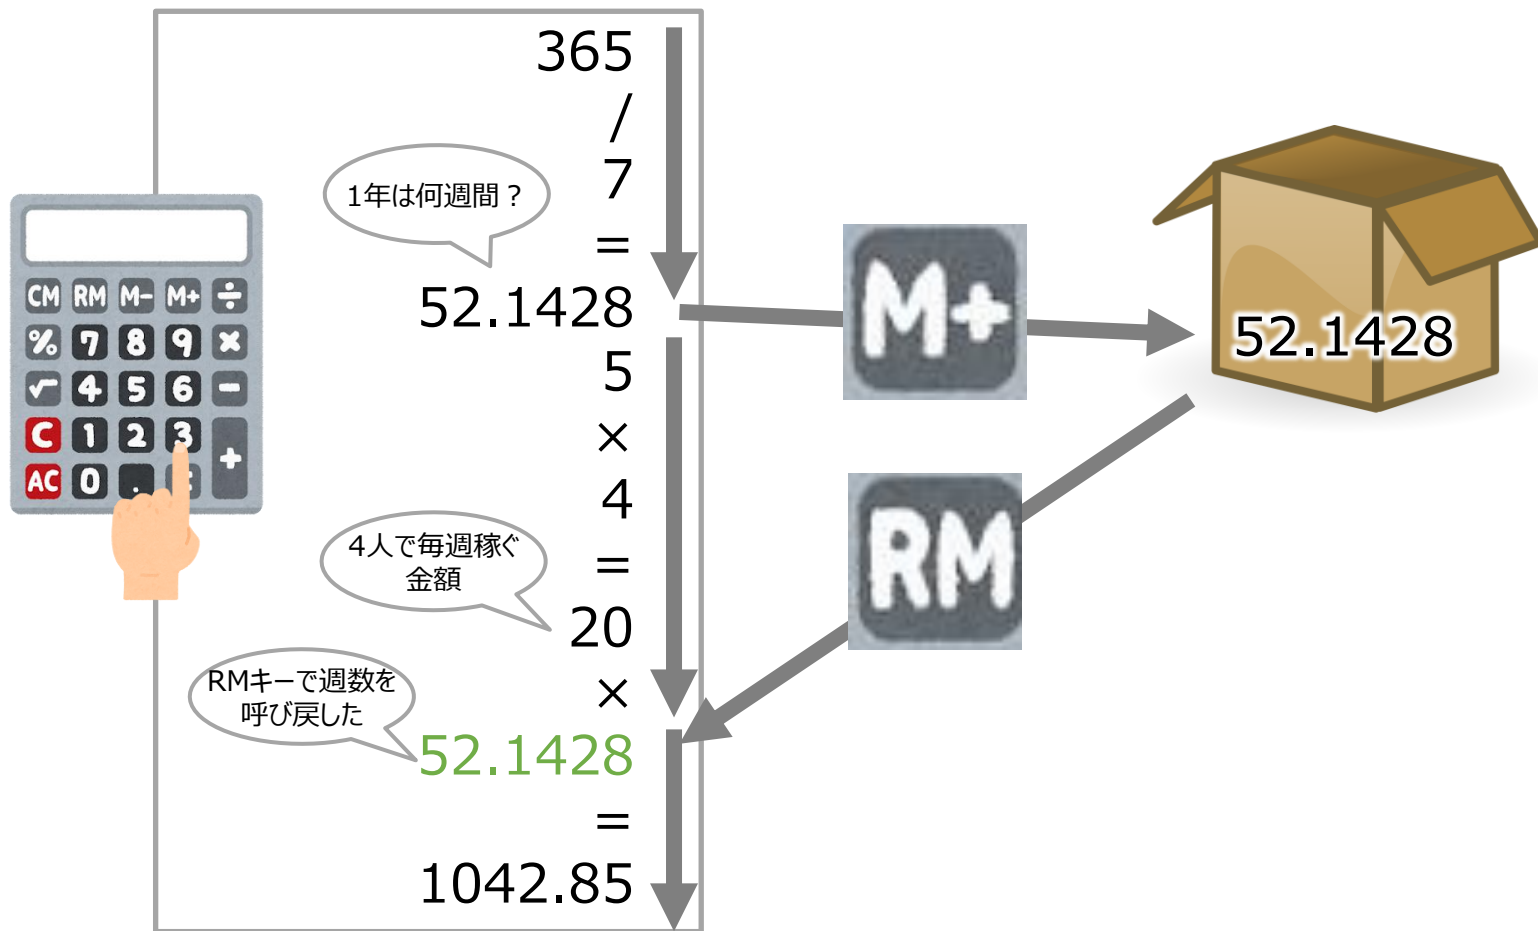 365
/
7
=
52.1428
5
×
4
=
20
×
52.1428
=
1042.85
1年は何週間？
4人で毎週稼ぐ
金額
RMキーで週数を
呼び戻した
CM RM M- M+ ÷
% 7 8 9 ×
√ 4 5 6 -
C 1 2 3 +
AC 0 .
M+
RM
52.1428